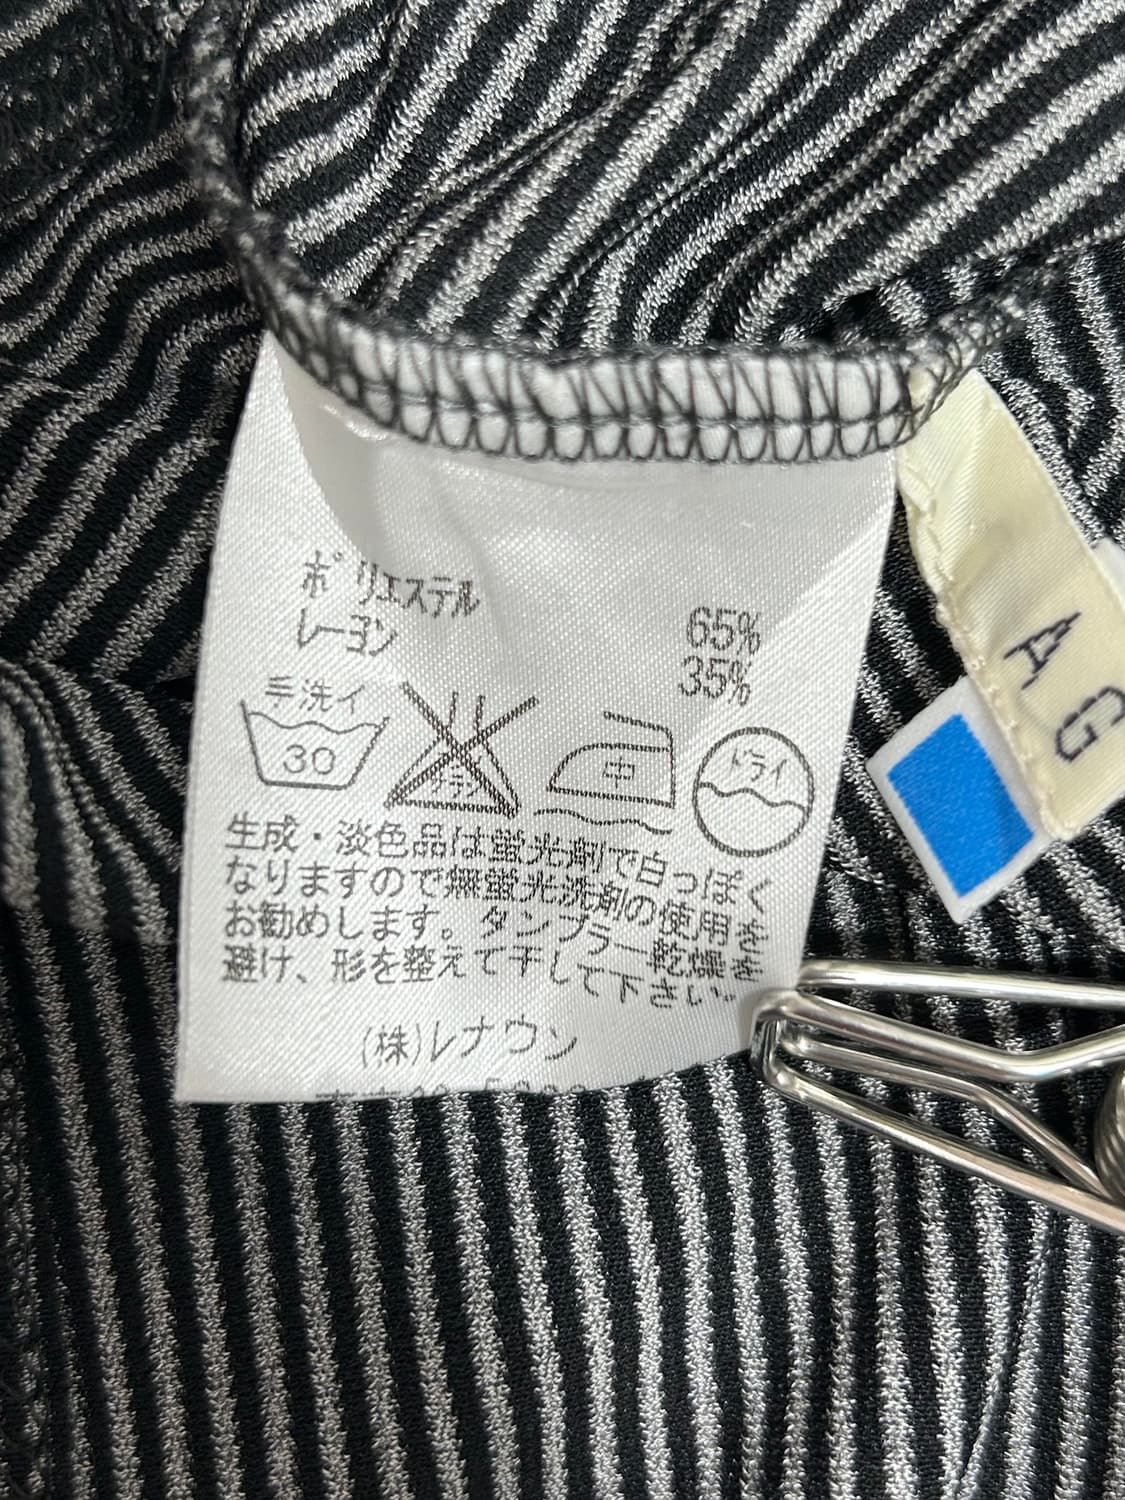 ポリエステル 65%
レーヨン 35%
手洗イ
30
中
ドライ
生成・淡色品は蛍光剤で白っぽく
なりますので無蛍光洗剤の使用を
お勧めします。タンブラー乾燥を
避け、形を整えて干して下さい。
(株)レナウン
A G